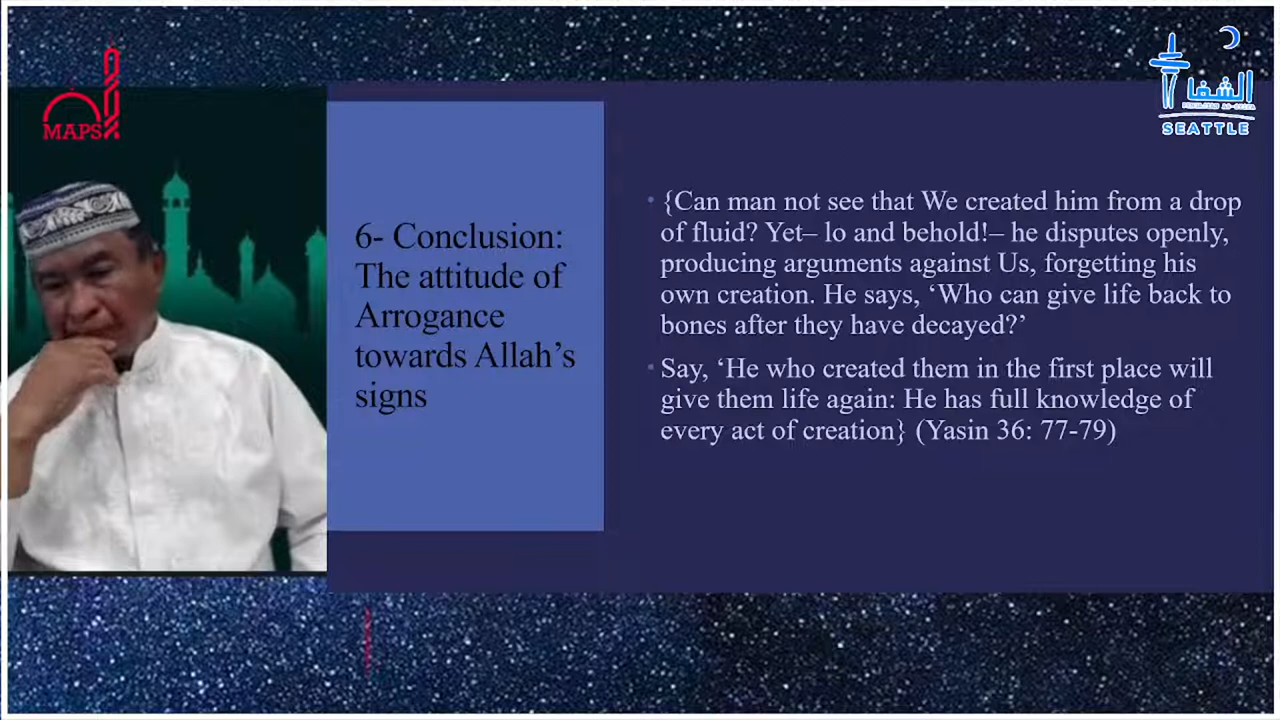 MAPS
الشفاء
SEATTLE
6- Conclusion:
The attitude of
Arrogance
towards Allah’s
signs
• {Can man not see that We created him from a drop
of fluid? Yet– lo and behold!– he disputes openly,
producing arguments against Us, forgetting his
own creation. He says, ‘Who can give life back to
bones after they have decayed?’
• Say, ‘He who created them in the first place will
give them life again: He has full knowledge of
every act of creation} (Yasin 36: 77-79)